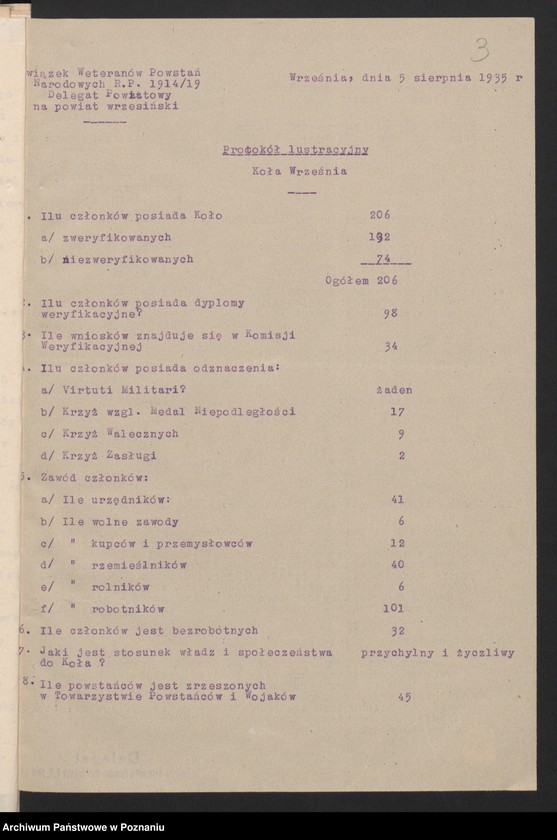 3
wiązek Weteranów Powstań
Narodowych R.P. 1914/19
Delegat Powiatowy
na powiat wrzesiński
Września, dnia 5 sierpnia 1935 r
Protokół lustracyjny
Koła Września
. Ilu członków posiada Koło 206
a/ zweryfikowanych 192
b/ niezweryfikowanych 74
Ogółem 206
2. Ilu członków posiada dyplomy
weryfikacyjne? 98
3. Ile wniosków znajduje się w Komisji
Weryfikacyjnej 34
. Ilu członków posiada odznaczenia:
a/ Virtuti Militari? żaden
b/ Krzyż wzgl. Medal Niepodległości 17
c/ Krzyż Walecznych 9
d/ Krzyż Zasługi 2
5. Zawód członków:
a/ Ile urzędników: 41
b/ Ile wolne zawody 6
c/ " kupców i przemysłowców 12
d/ " rzemieślników 40
e/ " rolników 6
f/ " robotników 101
6. Ile członków jest bezrobotnych 32
7. Jaki jest stosunek władz i społeczeństwa przychylny i życzliwy
do Koła ?
8. Ile powstańców jest zrzeszonych
w Towarzystwie Powstańców i Wojaków 45
Archiwum Państwowe w Poznaniu